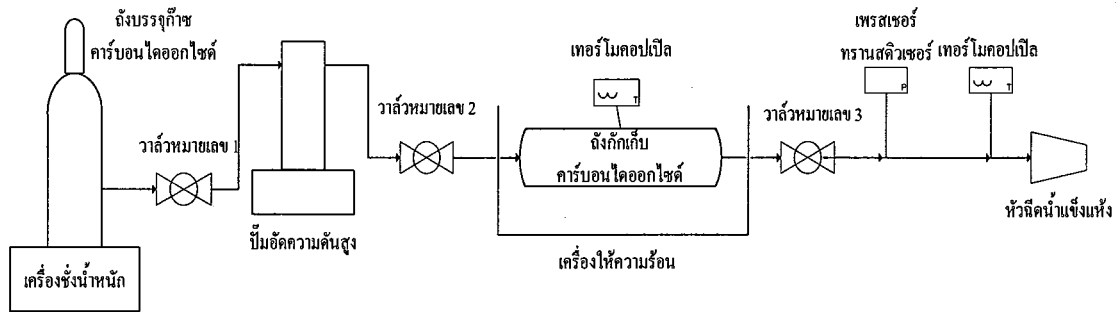 ถังบรรจุก๊าซ
คาร์บอนไดออกไซด์
วาล์วหมายเลข 1
เครื่องชั่งน้ำหนัก
ปั๊มอัดความดันสูง
วาล์วหมายเลข 2
เทอร์โมคอปเปิล
T
ถังกักเก็บ
คาร์บอนไดออกไซด์
เครื่องให้ความร้อน
วาล์วหมายเลข 3
เพรสเชอร์
ทรานสดิวเซอร์
P
เทอร์โมคอปเปิล
T
หัวฉีดน้ำแข็งแห้ง